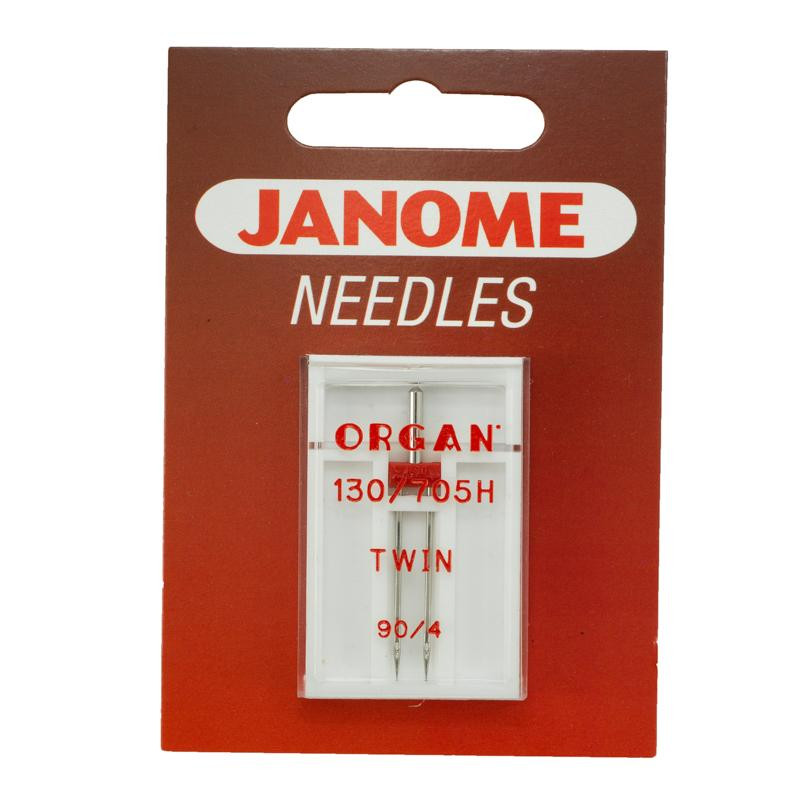 JANOME
NEEDLES
ORGAN
130/705H
TWIN
90/4